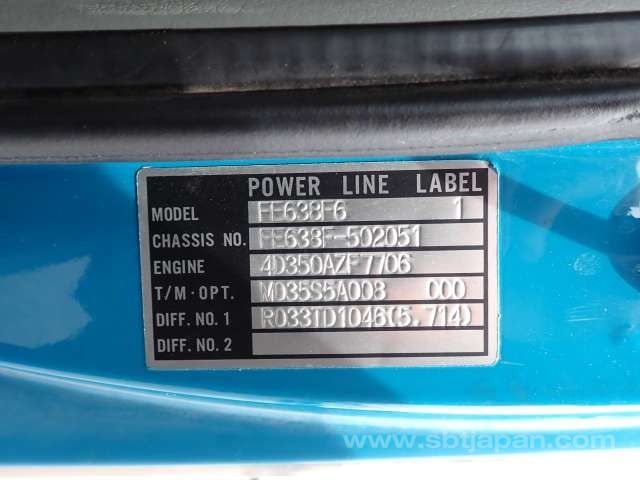 POWER LINE LABEL
MODEL FE638F6 1
CHASSIS NO. FE638F-502051
ENGINE 4D350AZF7706
T/M·OPT. M035S5A008 000
DIFF. NO. 1 R033TD1046(5.714)
DIFF. NO. 2
www.sbtjapan.com